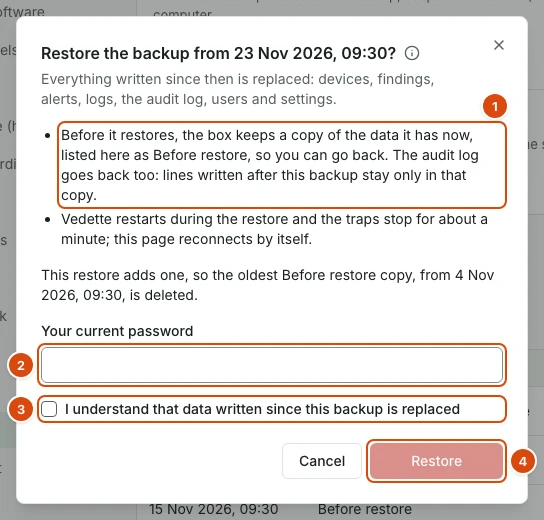 oftware
computer
els
Restore the backup from 23 Nov 2026, 09:30?
Everything written since then is replaced: devices, findings,
alerts, logs, the audit log, users and settings.
1
Before it restores, the box keeps a copy of the data it has now,
listed here as Before restore, so you can go back. The audit log
goes back too: lines written after this backup stay only in that
copy.
Vedette restarts during the restore and the traps stop for about a
minute; this page reconnects by itself.
This restore adds one, so the oldest Before restore copy, from 4 Nov
2026, 09:30, is deleted.
Your current password
2
3
I understand that data written since this backup is replaced
Cancel
Restore
4
15 Nov 2026, 09:30 Before restore